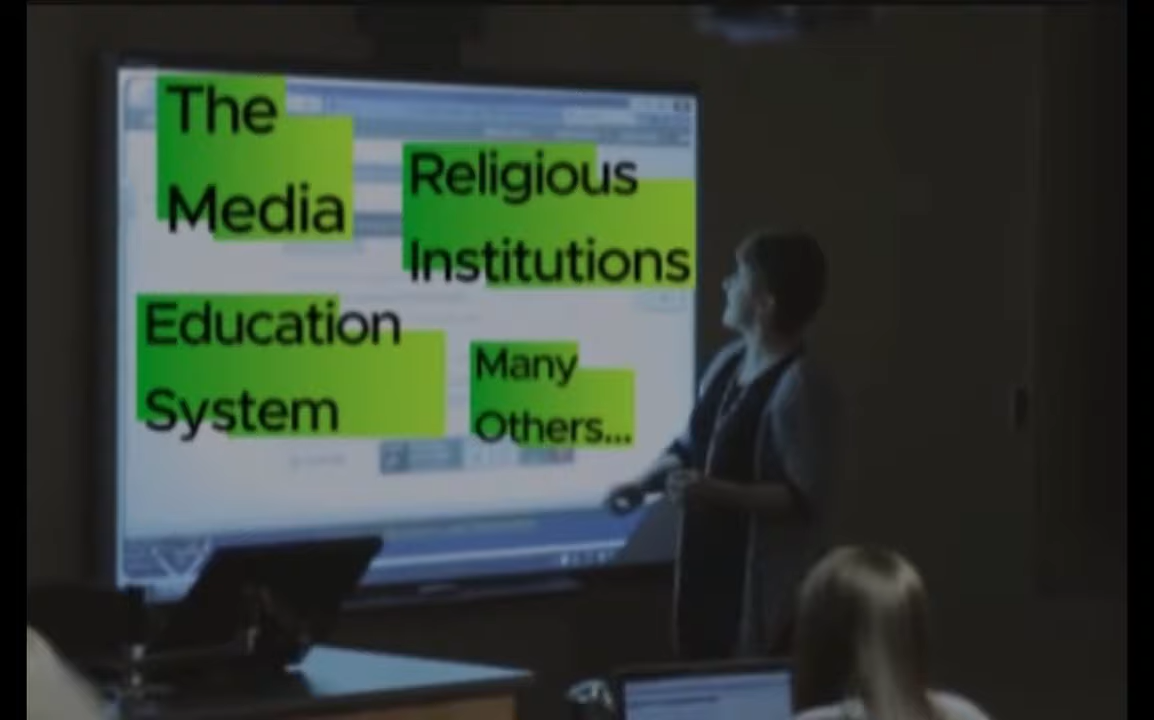 The
Media
Religious
Institutions
Education
System
Many
Others...